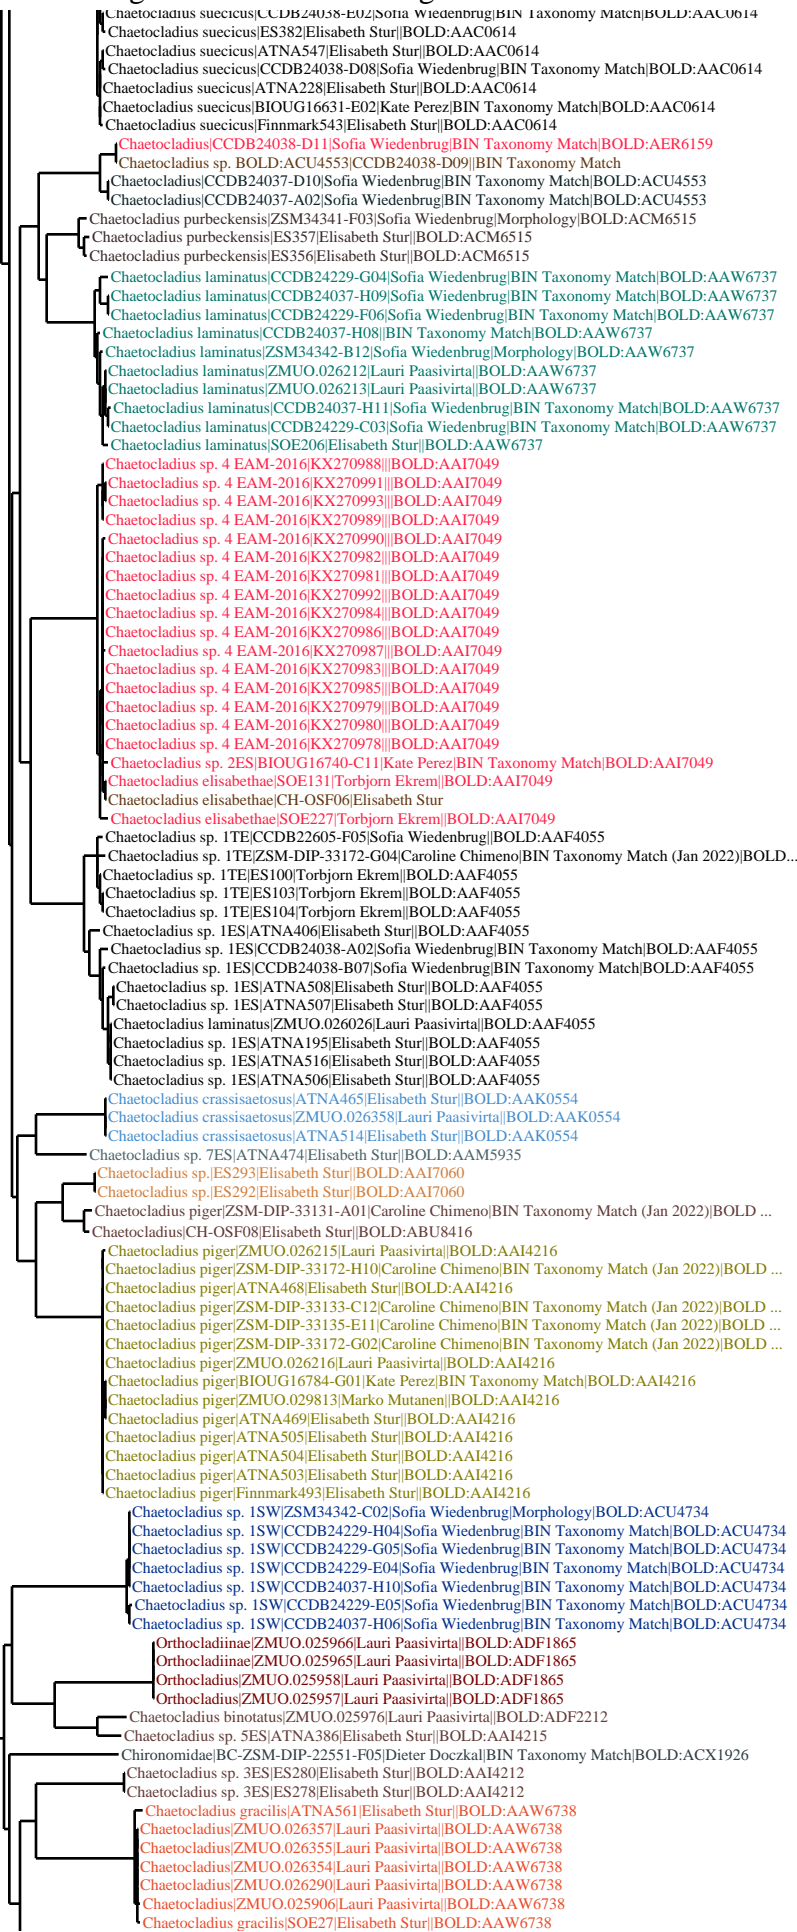 Chaetocladius suecicus|CCDB24038-E02|Sofia Wiedenbrug|BIN Taxonomy Match|BOLD:AAC0614
Chaetocladius suecicus|ES382|Elisabeth Stur||BOLD:AAC0614
Chaetocladius suecicus|ATNA547|Elisabeth Stur||BOLD:AAC0614
Chaetocladius suecicus|CCDB24038-D08|Sofia Wiedenbrug|BIN Taxonomy Match|BOLD:AAC0614
Chaetocladius suecicus|ATNA228|Elisabeth Stur||BOLD:AAC0614
Chaetocladius suecicus|BIOUG16631-E02|Kate Perez|BIN Taxonomy Match|BOLD:AAC0614
Chaetocladius suecicus|Finnmark543|Elisabeth Stur||BOLD:AAC0614
Chaetocladius|CCDB24038-D11|Sofia Wiedenbrug|BIN Taxonomy Match|BOLD:AER6159
Chaetocladius sp. BOLD:ACU4553|CCDB24038-D09||BIN Taxonomy Match
Chaetocladius|CCDB24037-D10|Sofia Wiedenbrug|BIN Taxonomy Match|BOLD:ACU4553
Chaetocladius|CCDB24037-A02|Sofia Wiedenbrug|BIN Taxonomy Match|BOLD:ACU4553
Chaetocladius purbeckensis|ZSM34341-F03|Sofia Wiedenbrug|Morphology|BOLD:ACM6515
Chaetocladius purbeckensis|ES357|Elisabeth Stur||BOLD:ACM6515
Chaetocladius purbeckensis|ES356|Elisabeth Stur||BOLD:ACM6515
Chaetocladius laminatus|CCDB24229-G04|Sofia Wiedenbrug|BIN Taxonomy Match|BOLD:AAW6737
Chaetocladius laminatus|CCDB24037-H09|Sofia Wiedenbrug|BIN Taxonomy Match|BOLD:AAW6737
Chaetocladius laminatus|CCDB24229-F06|Sofia Wiedenbrug|BIN Taxonomy Match|BOLD:AAW6737
Chaetocladius laminatus|CCDB24037-H08||BIN Taxonomy Match|BOLD:AAW6737
Chaetocladius laminatus|ZSM34342-B12|Sofia Wiedenbrug|Morphology|BOLD:AAW6737
Chaetocladius laminatus|ZMUO.026212|Lauri Paasivirta||BOLD:AAW6737
Chaetocladius laminatus|ZMUO.026213|Lauri Paasivirta||BOLD:AAW6737
Chaetocladius laminatus|CCDB24037-H11|Sofia Wiedenbrug|BIN Taxonomy Match|BOLD:AAW6737
Chaetocladius laminatus|CCDB24229-C03|Sofia Wiedenbrug|BIN Taxonomy Match|BOLD:AAW6737
Chaetocladius laminatus|SOE206|Elisabeth Stur||BOLD:AAW6737
Chaetocladius sp. 4 EAM-2016|KX270988|||BOLD:AAI7049
Chaetocladius sp. 4 EAM-2016|KX270991|||BOLD:AAI7049
Chaetocladius sp. 4 EAM-2016|KX270993|||BOLD:AAI7049
Chaetocladius sp. 4 EAM-2016|KX270989|||BOLD:AAI7049
Chaetocladius sp. 4 EAM-2016|KX270990|||BOLD:AAI7049
Chaetocladius sp. 4 EAM-2016|KX270982|||BOLD:AAI7049
Chaetocladius sp. 4 EAM-2016|KX270981|||BOLD:AAI7049
Chaetocladius sp. 4 EAM-2016|KX270992|||BOLD:AAI7049
Chaetocladius sp. 4 EAM-2016|KX270984|||BOLD:AAI7049
Chaetocladius sp. 4 EAM-2016|KX270986|||BOLD:AAI7049
Chaetocladius sp. 4 EAM-2016|KX270987|||BOLD:AAI7049
Chaetocladius sp. 4 EAM-2016|KX270983|||BOLD:AAI7049
Chaetocladius sp. 4 EAM-2016|KX270985|||BOLD:AAI7049
Chaetocladius sp. 4 EAM-2016|KX270979|||BOLD:AAI7049
Chaetocladius sp. 4 EAM-2016|KX270980|||BOLD:AAI7049
Chaetocladius sp. 4 EAM-2016|KX270978|||BOLD:AAI7049
Chaetocladius sp. 2ES|BIOUG16740-C11|Kate Perez|BIN Taxonomy Match|BOLD:AAI7049
Chaetocladius elisabethae|SOE131|Torbjorn Ekrem||BOLD:AAI7049
Chaetocladius elisabethae|CH-OSF06|Elisabeth Stur
Chaetocladius elisabethae|SOE227|Torbjorn Ekrem||BOLD:AAI7049
Chaetocladius sp. 1TE|CCDB22605-F05|Sofia Wiedenbrug||BOLD:AAF4055
Chaetocladius sp. 1TE|ZSM-DIP-33172-G04|Caroline Chimeno|BIN Taxonomy Match (Jan 2022)|BOLD...
Chaetocladius sp. 1TE|ES100|Torbjorn Ekrem||BOLD:AAF4055
Chaetocladius sp. 1TE|ES103|Torbjorn Ekrem||BOLD:AAF4055
Chaetocladius sp. 1TE|ES104|Torbjorn Ekrem||BOLD:AAF4055
Chaetocladius sp. 1ES|ATNA406|Elisabeth Stur||BOLD:AAF4055
Chaetocladius sp. 1ES|CCDB24038-A02|Sofia Wiedenbrug|BIN Taxonomy Match|BOLD:AAF4055
Chaetocladius sp. 1ES|CCDB24038-B07|Sofia Wiedenbrug|BIN Taxonomy Match|BOLD:AAF4055
Chaetocladius sp. 1ES|ATNA508|Elisabeth Stur||BOLD:AAF4055
Chaetocladius sp. 1ES|ATNA507|Elisabeth Stur||BOLD:AAF4055
Chaetocladius laminatus|ZMUO.026026|Lauri Paasivirta||BOLD:AAF4055
Chaetocladius sp. 1ES|ATNA195|Elisabeth Stur||BOLD:AAF4055
Chaetocladius sp. 1ES|ATNA516|Elisabeth Stur||BOLD:AAF4055
Chaetocladius sp. 1ES|ATNA506|Elisabeth Stur||BOLD:AAF4055
Chaetocladius crassisaetosus|ATNA465|Elisabeth Stur||BOLD:AAK0554
Chaetocladius crassisaetosus|ZMUO.026358|Lauri Paasivirta||BOLD:AAK0554
Chaetocladius crassisaetosus|ATNA514|Elisabeth Stur||BOLD:AAK0554
Chaetocladius sp. 7ES|ATNA474|Elisabeth Stur||BOLD:AAM5935
Chaetocladius sp.|ES293|Elisabeth Stur||BOLD:AAI7060
Chaetocladius sp.|ES292|Elisabeth Stur||BOLD:AAI7060
Chaetocladius piger|ZSM-DIP-33131-A01|Caroline Chimeno|BIN Taxonomy Match (Jan 2022)|BOLD ...
Chaetocladius|CH-OSF08|Elisabeth Stur||BOLD:ABU8416
Chaetocladius piger|ZMUO.026215|Lauri Paasivirta||BOLD:AAI4216
Chaetocladius piger|ZSM-DIP-33172-H10|Caroline Chimeno|BIN Taxonomy Match (Jan 2022)|BOLD ...
Chaetocladius piger|ATNA468|Elisabeth Stur||BOLD:AAI4216
Chaetocladius piger|ZSM-DIP-33133-C12|Caroline Chimeno|BIN Taxonomy Match (Jan 2022)|BOLD ...
Chaetocladius piger|ZSM-DIP-33135-E11|Caroline Chimeno|BIN Taxonomy Match (Jan 2022)|BOLD ...
Chaetocladius piger|ZSM-DIP-33172-G02|Caroline Chimeno|BIN Taxonomy Match (Jan 2022)|BOLD ...
Chaetocladius piger|ZMUO.026216|Lauri Paasivirta||BOLD:AAI4216
Chaetocladius piger|BIOUG16784-G01|Kate Perez|BIN Taxonomy Match|BOLD:AAI4216
Chaetocladius piger|ZMUO.029813|Marko Mutanen||BOLD:AAI4216
Chaetocladius piger|ATNA469|Elisabeth Stur||BOLD:AAI4216
Chaetocladius piger|ATNA505|Elisabeth Stur||BOLD:AAI4216
Chaetocladius piger|ATNA504|Elisabeth Stur||BOLD:AAI4216
Chaetocladius piger|ATNA503|Elisabeth Stur||BOLD:AAI4216
Chaetocladius piger|Finnmark493|Elisabeth Stur||BOLD:AAI4216
Chaetocladius sp. 1SW|ZSM34342-C02|Sofia Wiedenbrug|Morphology|BOLD:ACU4734
Chaetocladius sp. 1SW|CCDB24229-H04|Sofia Wiedenbrug|BIN Taxonomy Match|BOLD:ACU4734
Chaetocladius sp. 1SW|CCDB24229-G05|Sofia Wiedenbrug|BIN Taxonomy Match|BOLD:ACU4734
Chaetocladius sp. 1SW|CCDB24229-E04|Sofia Wiedenbrug|BIN Taxonomy Match|BOLD:ACU4734
Chaetocladius sp. 1SW|CCDB24037-H10|Sofia Wiedenbrug|BIN Taxonomy Match|BOLD:ACU4734
Chaetocladius sp. 1SW|CCDB24229-E05|Sofia Wiedenbrug|BIN Taxonomy Match|BOLD:ACU4734
Chaetocladius sp. 1SW|CCDB24037-H06|Sofia Wiedenbrug|BIN Taxonomy Match|BOLD:ACU4734
Orthocladiinae|ZMUO.025966|Lauri Paasivirta||BOLD:ADF1865
Orthocladiinae|ZMUO.025965|Lauri Paasivirta||BOLD:ADF1865
Orthocladius|ZMUO.025958|Lauri Paasivirta||BOLD:ADF1865
Orthocladius|ZMUO.025957|Lauri Paasivirta||BOLD:ADF1865
Chaetocladius binotatus|ZMUO.025976|Lauri Paasivirta||BOLD:ADF2212
Chaetocladius sp. 5ES|ATNA386|Elisabeth Stur||BOLD:AAI4215
Chironomidae|BC-ZSM-DIP-22551-F05|Dieter Doczkal|BIN Taxonomy Match|BOLD:ACX1926
Chaetocladius sp. 3ES|ES280|Elisabeth Stur||BOLD:AAI4212
Chaetocladius sp. 3ES|ES278|Elisabeth Stur||BOLD:AAI4212
Chaetocladius gracilis|ATNA561|Elisabeth Stur||BOLD:AAW6738
Chaetocladius|ZMUO.026357|Lauri Paasivirta||BOLD:AAW6738
Chaetocladius|ZMUO.026355|Lauri Paasivirta||BOLD:AAW6738
Chaetocladius|ZMUO.026354|Lauri Paasivirta||BOLD:AAW6738
Chaetocladius|ZMUO.026290|Lauri Paasivirta||BOLD:AAW6738
Chaetocladius|ZMUO.025906|Lauri Paasivirta||BOLD:AAW6738
Chaetocladius gracilis|SOE27|Elisabeth Stur||BOLD:AAW6738